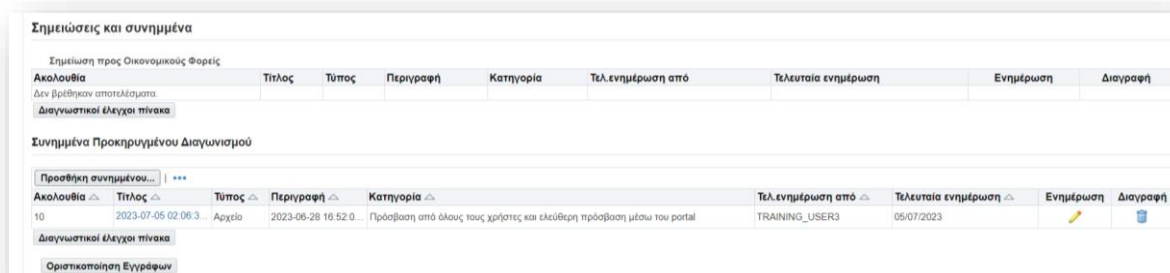 Σημειώσεις και συνημμένα
Σημείωση προς Οικονομικούς Φορείς
Ακολουθία Τίτλος Τύπος Περιγραφή Κατηγορία Τελ.ενημέρωση από Τελευταία ενημέρωση Ενημέρωση Διαγραφή
Δεν βρέθηκαν αποτελέσματα.
Διαγνωστικοί έλεγχοι πίνακα
Συνημμένα Προκηρυγμένου Διαγωνισμού
Προσθήκη συνημμένου... | •••
Ακολουθία Τίτλος Τύπος Περιγραφή Κατηγορία Τελ.ενημέρωση από Τελευταία ενημέρωση Ενημέρωση Διαγραφή
10 2023-07-05 02:06:3... Αρχείο 2023-06-28 16:52:0... Πρόσβαση από όλους τους χρήστες και ελεύθερη πρόσβαση μέσω του portal TRAINING_USER3 05/07/2023
Διαγνωστικοί έλεγχοι πίνακα
Οριστικοποίηση Εγγράφων